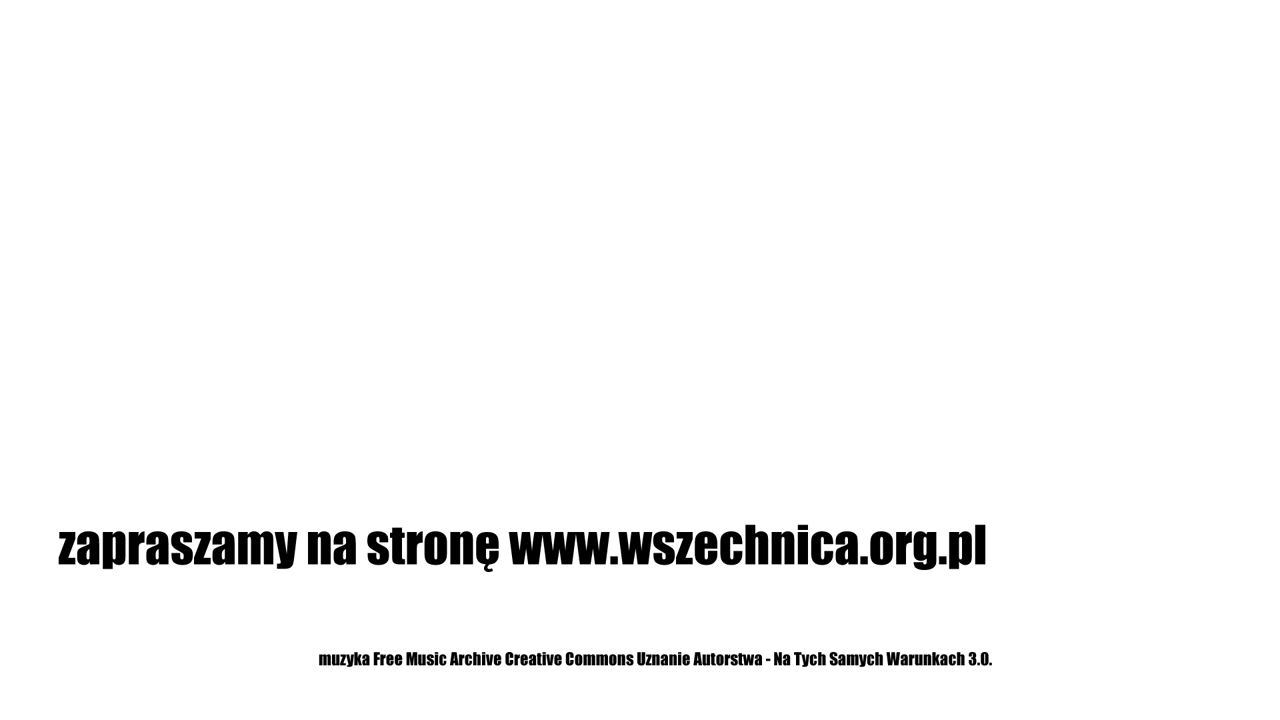 zapraszamy na stronę www.wszechnica.org.pl
muzyka Free Music Archive Creative Commons Uznanie Autorstwa - Na Tych Samych Warunkach 3.0.